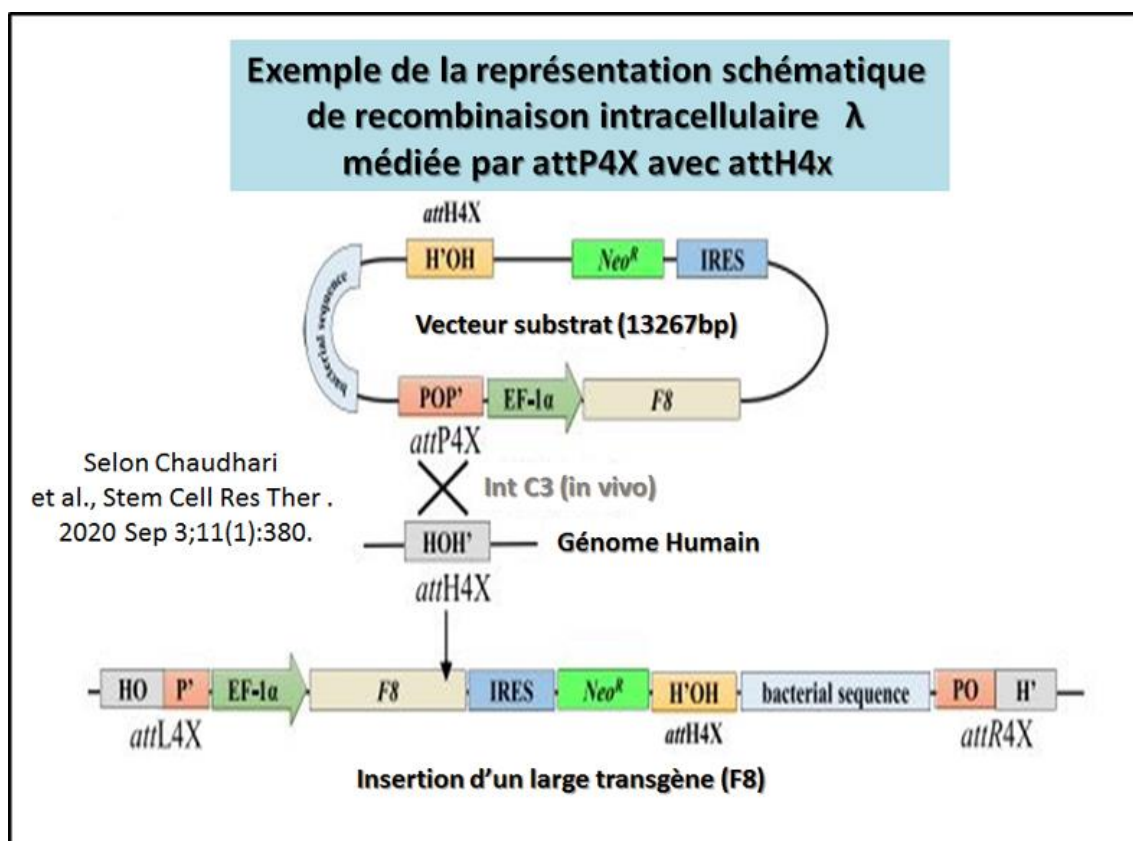 Exemple de la représentation schématique
de recombinaison intracellulaire λ
médiée par attP4X avec attH4x
attH4X
H'OH
Neo^R
IRES
bacterial sequence
Vecteur substrat (13267bp)
POP'
EF-1α
F8
attP4X
Selon Chaudhari
et al., Stem Cell Res Ther .
2020 Sep 3;11(1):380.
Int C3 (in vivo)
HOH'
Génome Humain
attH4X
HO P' EF-1α F8 IRES Neo^R H'OH bacterial sequence PO H'
attL4X attH4X attR4X
Insertion d'un large transgène (F8)